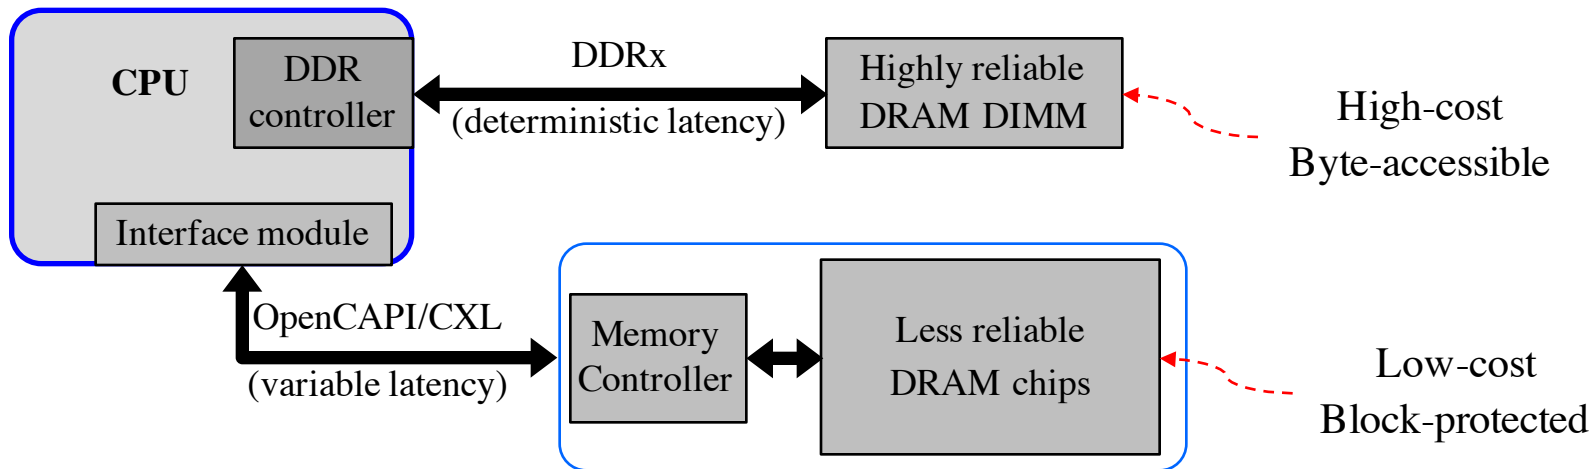 CPU
DDR
controller
DDRx
(deterministic latency)
Highly reliable
DRAM DIMM
High-cost
Byte-accessible
Interface module
OpenCAPI/CXL
(variable latency)
Memory
Controller
Less reliable
DRAM chips
Low-cost
Block-protected